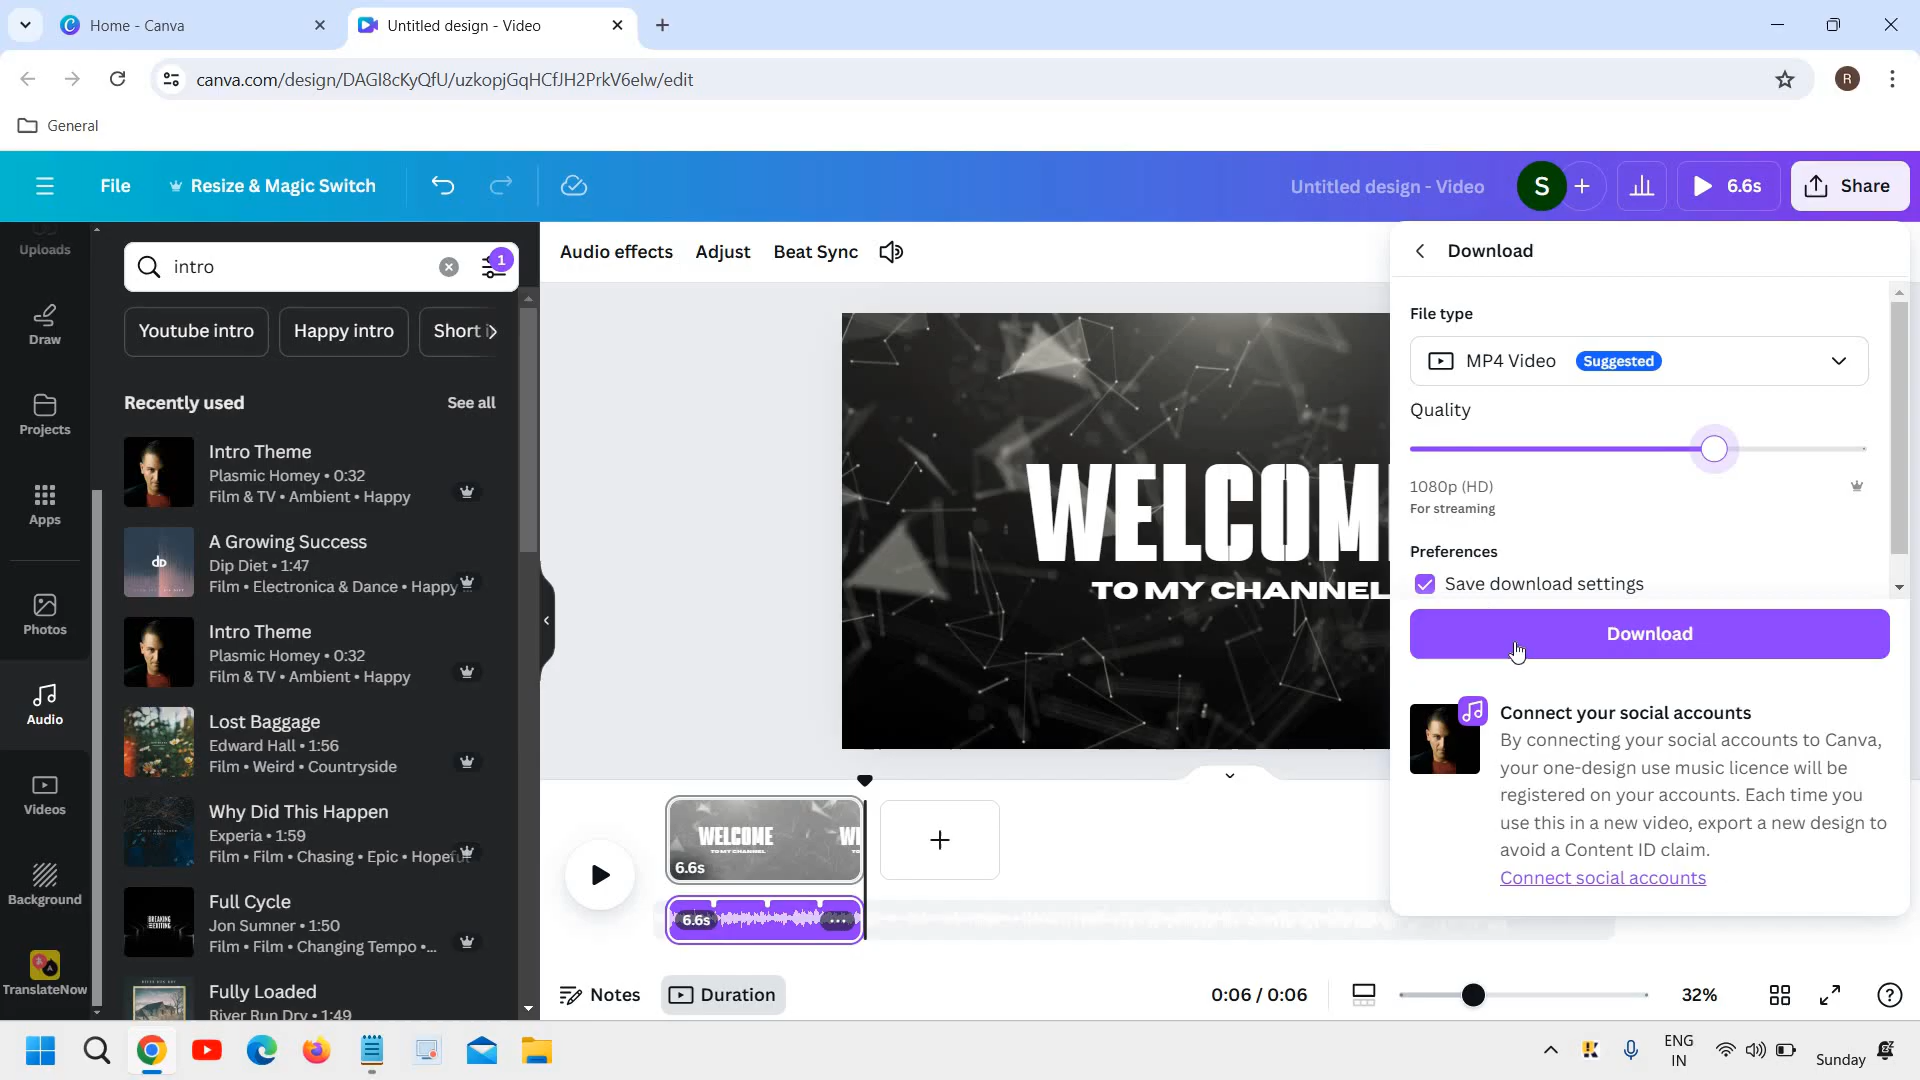 Home - Canva
Untitled design - Video
canva.com/design/DAGI8cKyQfU/uzkopjGqHCfJH2PrkV6eIw/edit
R
General
File
Resize & Magic Switch
Untitled design - Video
S
6.6s
Share
Uploads
Draw
Projects
Apps
Photos
Audio
Videos
Background
TranslateNow
intro
1
Youtube intro
Happy intro
Short i
Recently used
See all
Intro Theme
Plasmic Homey • 0:32
Film & TV • Ambient • Happy
A Growing Success
Dip Diet • 1:47
Film • Electronica & Dance • Happy
Intro Theme
Plasmic Homey • 0:32
Film & TV • Ambient • Happy
Lost Baggage
Edward Hall • 1:56
Film • Weird • Countryside
Why Did This Happen
Experia • 1:59
Film • Film • Chasing • Epic • Hopefu
Full Cycle
Jon Sumner • 1:50
Film • Film • Changing Tempo •...
Fully Loaded
River Run Dry • 1:49
Audio effects
Adjust
Beat Sync
WELCOM
TO MY CHANNEL
WELCOME
TO MY CHANNEL
6.6s
6.6s
Notes
Duration
0:06 / 0:06
32%
Download
File type
MP4 Video
Suggested
Quality
1080p (HD)
For streaming
Preferences
Save download settings
Download
Connect your social accounts
By connecting your social accounts to Canva,
your one-design use music licence will be
registered on your accounts. Each time you
use this in a new video, export a new design to
avoid a Content ID claim.
Connect social accounts
ENG
IN
Sunday